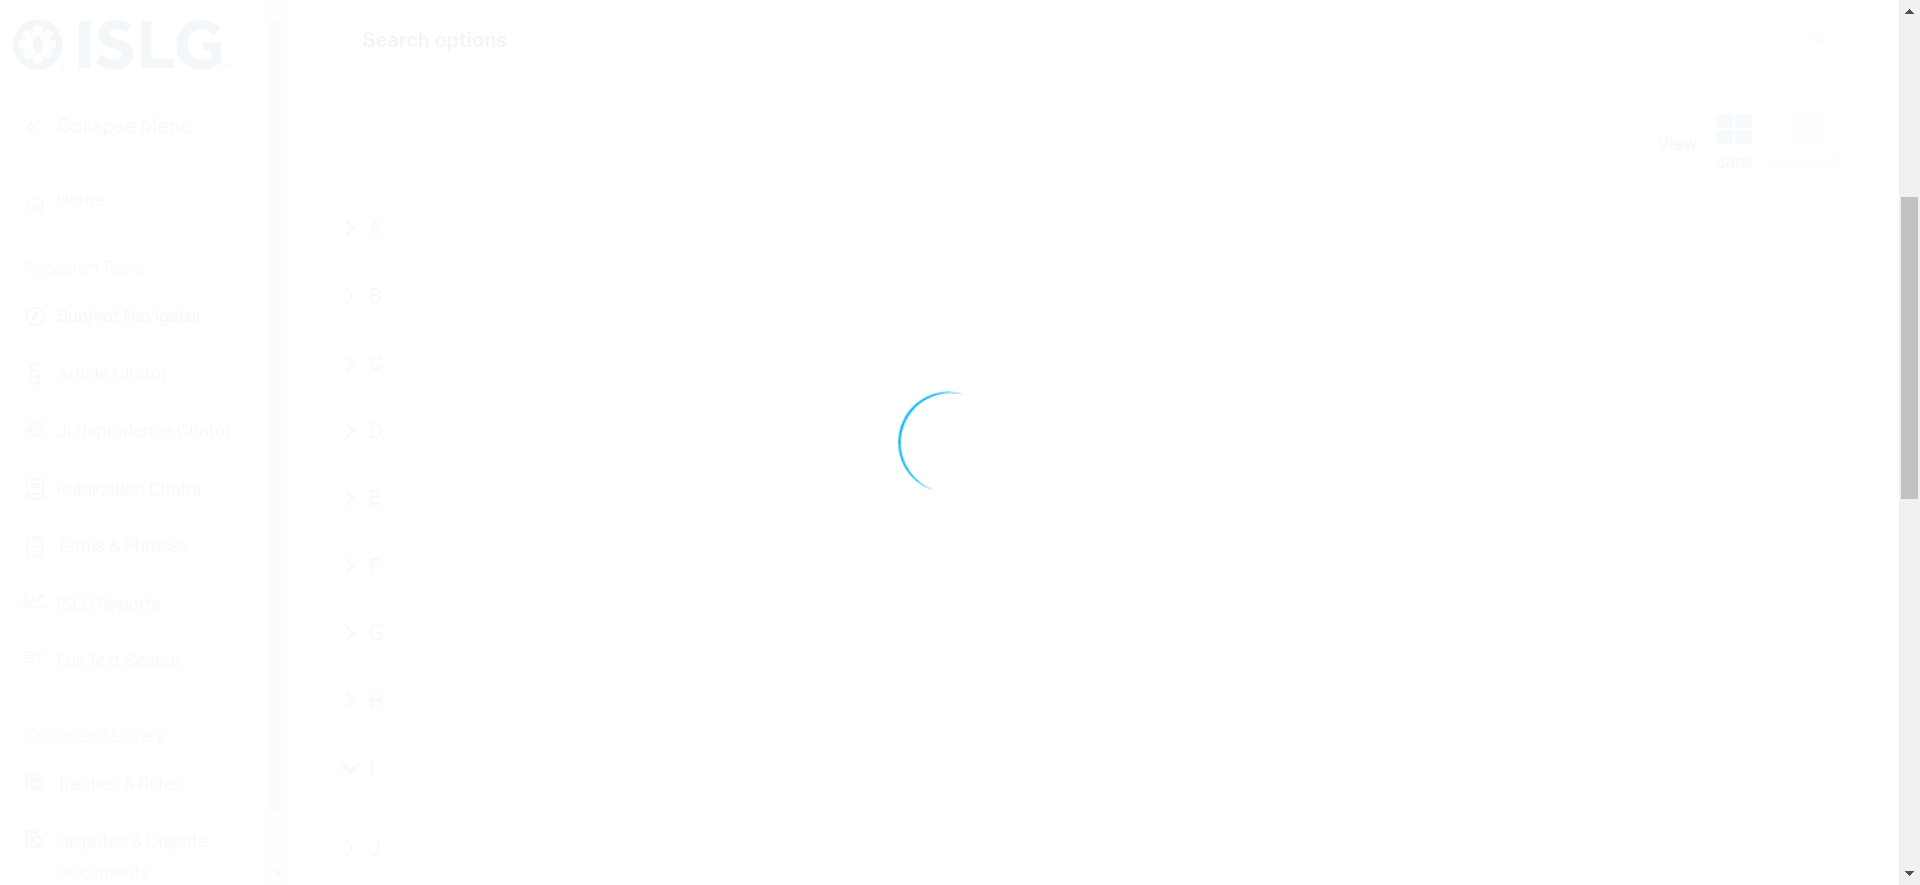 ISLG
Collapse Menu
Home
Research Tools
Subject Navigator
Article Citator
Jurisprudence Citator
Publication Citator
Terms & Phrases
ISLG Reports
Full Text Search
Document Library
Treaties & Rules
Disputes & Dispute
Documents
Search options
View
card
A
B
C
D
E
F
G
H
I
J